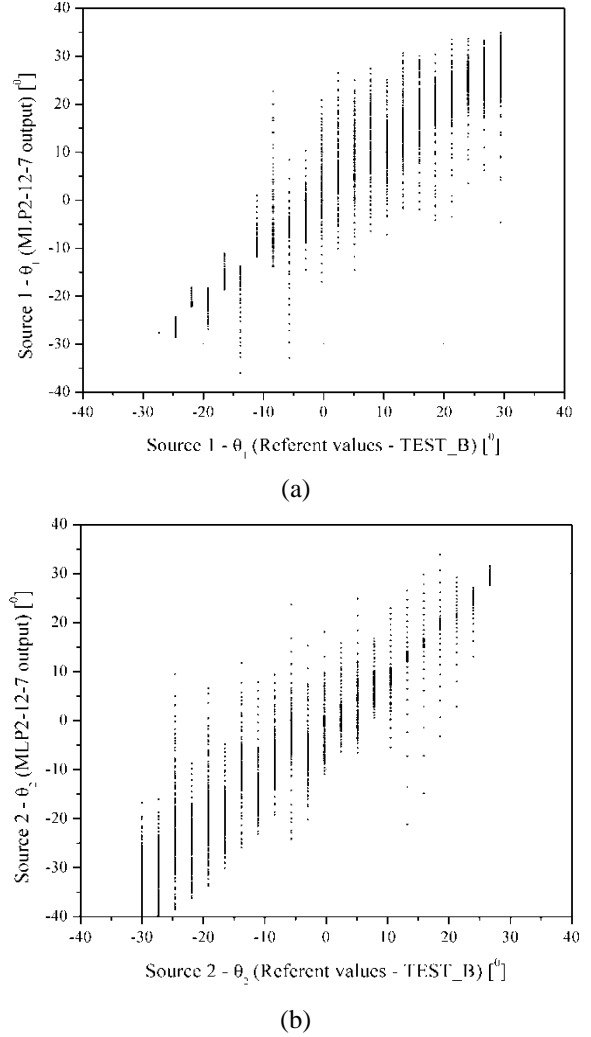 40
30
20
10
0
-10
-20
-30
-40
Source 1 - θ₁ (MLP2-12-7 output) [⁰]
-40 -30 -20 -10 0 10 20 30 40
Source 1 - θ₁ (Referent values - TEST_B) [⁰]
(a)
40
30
20
10
0
-10
-20
-30
-40
Source 2 - θ₂ (MLP2-12-7 output) [⁰]
-40 -30 -20 -10 0 10 20 30 40
Source 2 - θ₂ (Referent values - TEST_B) [⁰]
(b)